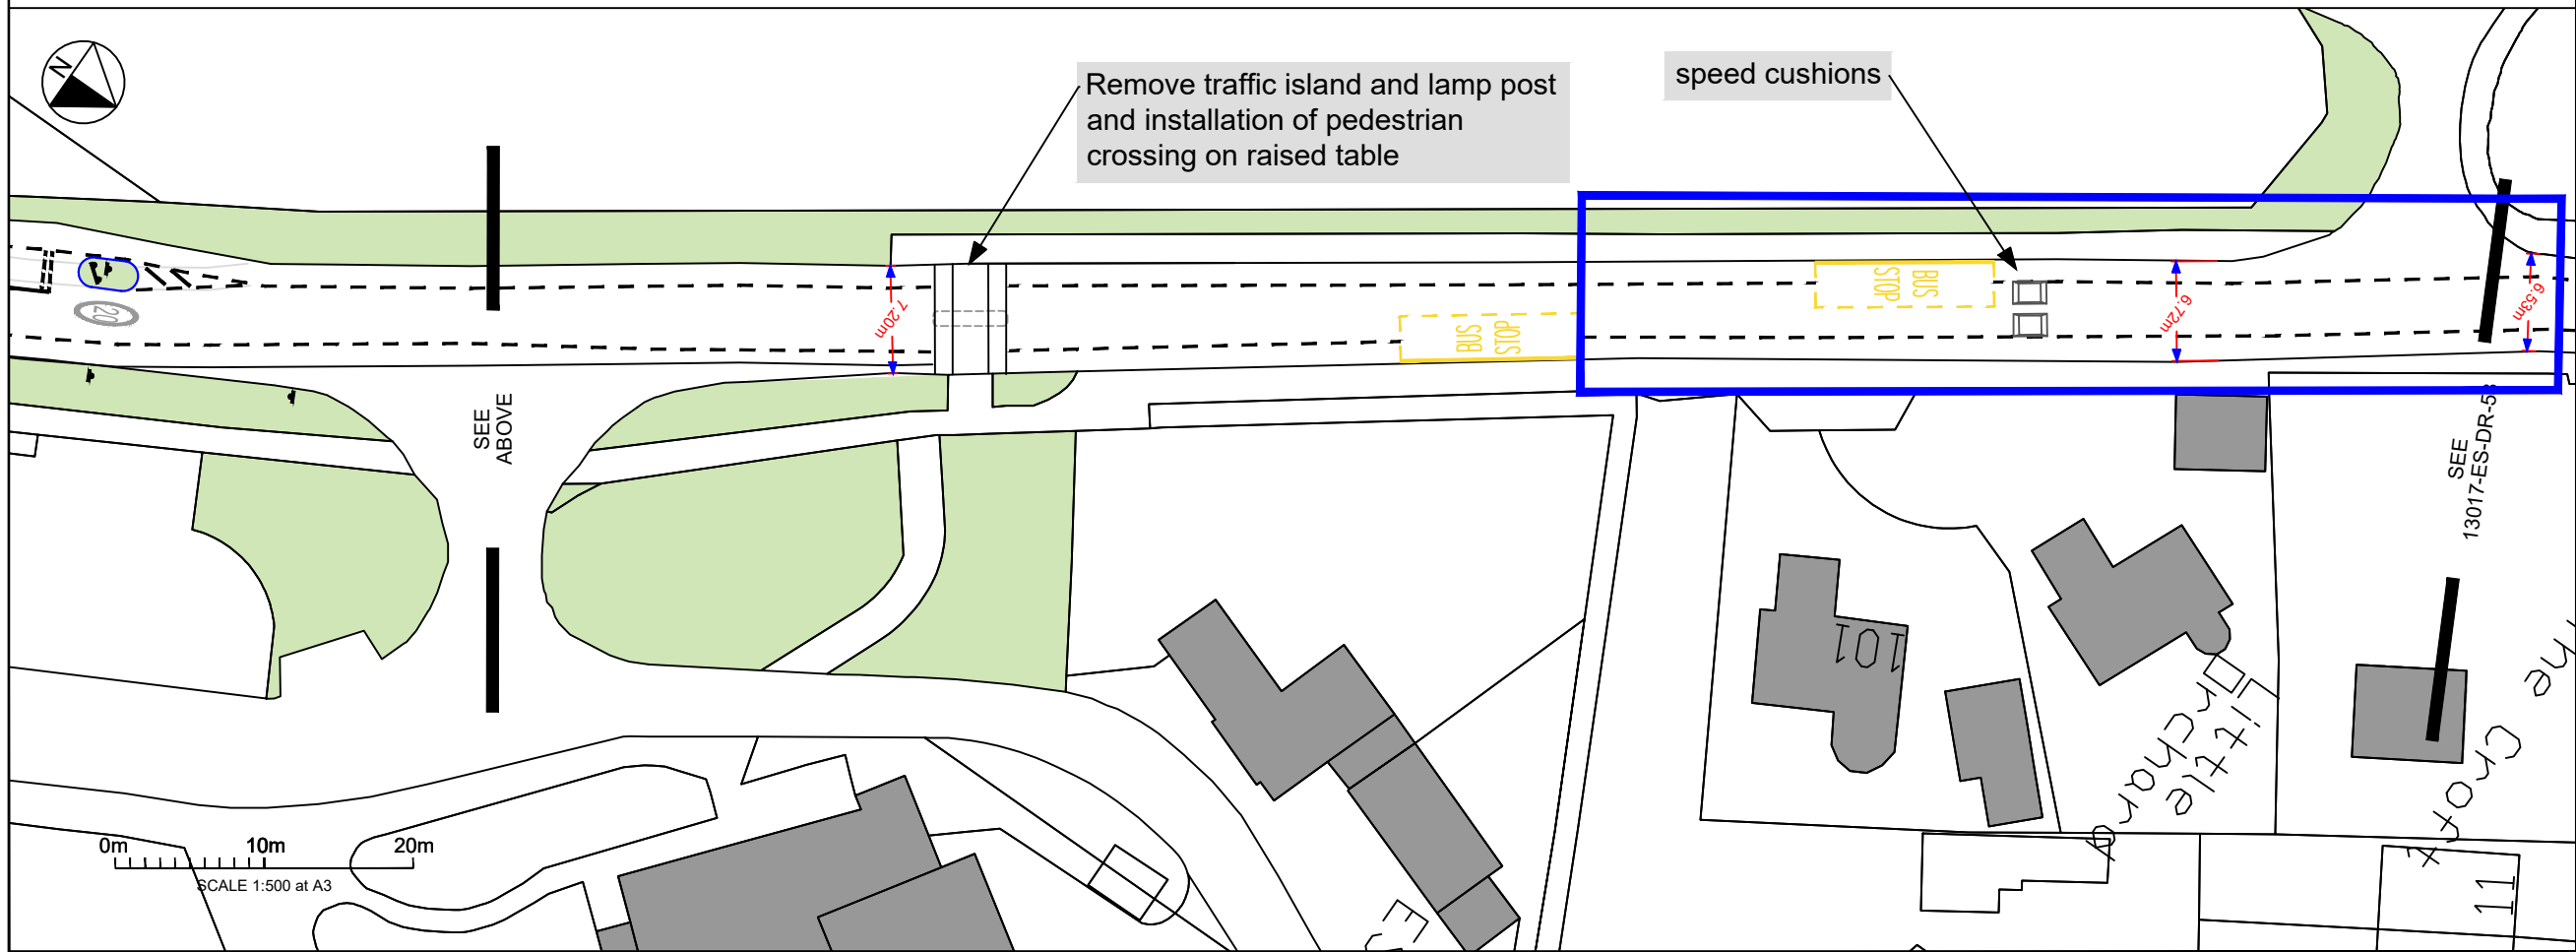 N
Remove traffic island and lamp post
and installation of pedestrian
crossing on raised table
speed cushions
20
7.20m
BUS
STOP
BUS
STOP
6.72m
6.53m
SEE
ABOVE
SEE
13017-ES-DR-5
101
Little
Orchard
The
Croft
11
0m
10m
20m
SCALE 1:500 at A3